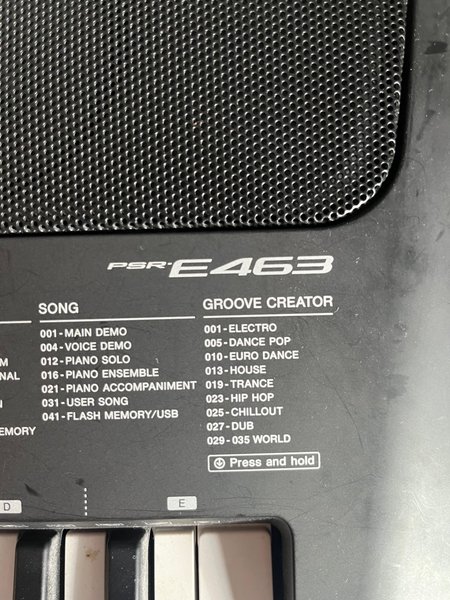 PSR-E463
SONG
001-MAIN DEMO
004-VOICE DEMO
012-PIANO SOLO
016-PIANO ENSEMBLE
021-PIANO ACCOMPANIMENT
031-USER SONG
041-FLASH MEMORY/USB
GROOVE CREATOR
001-ELECTRO
005-DANCE POP
010-EURO DANCE
013-HOUSE
019-TRANCE
023-HIP HOP
025-CHILLOUT
027-DUB
029-035 WORLD
Press and hold
EMORY
D
E